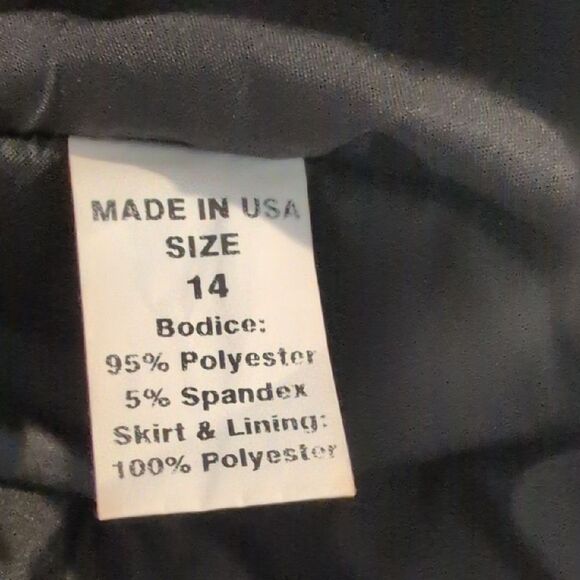 MADE IN USA
SIZE
14
Bodice:
95% Polyester
5% Spandex
Skirt & Lining:
100% Polyester